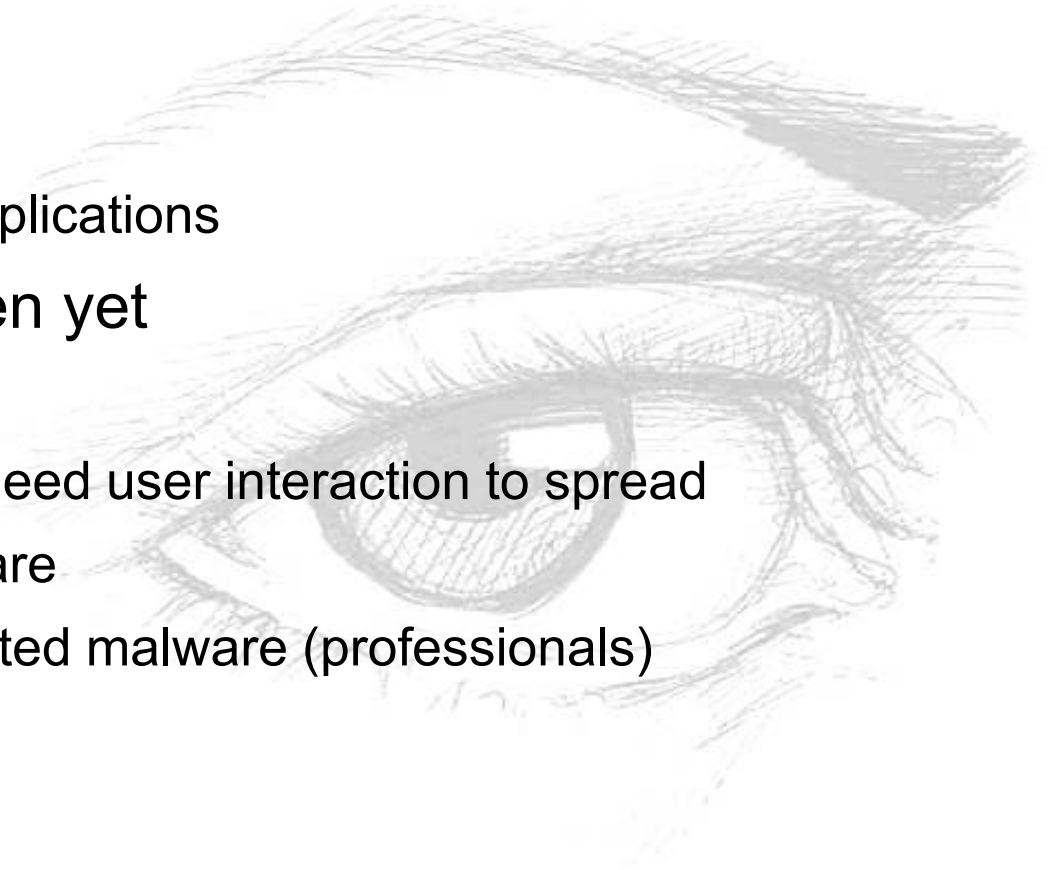 plications
en yet
eed user interaction to spread
are
ted malware (professionals)